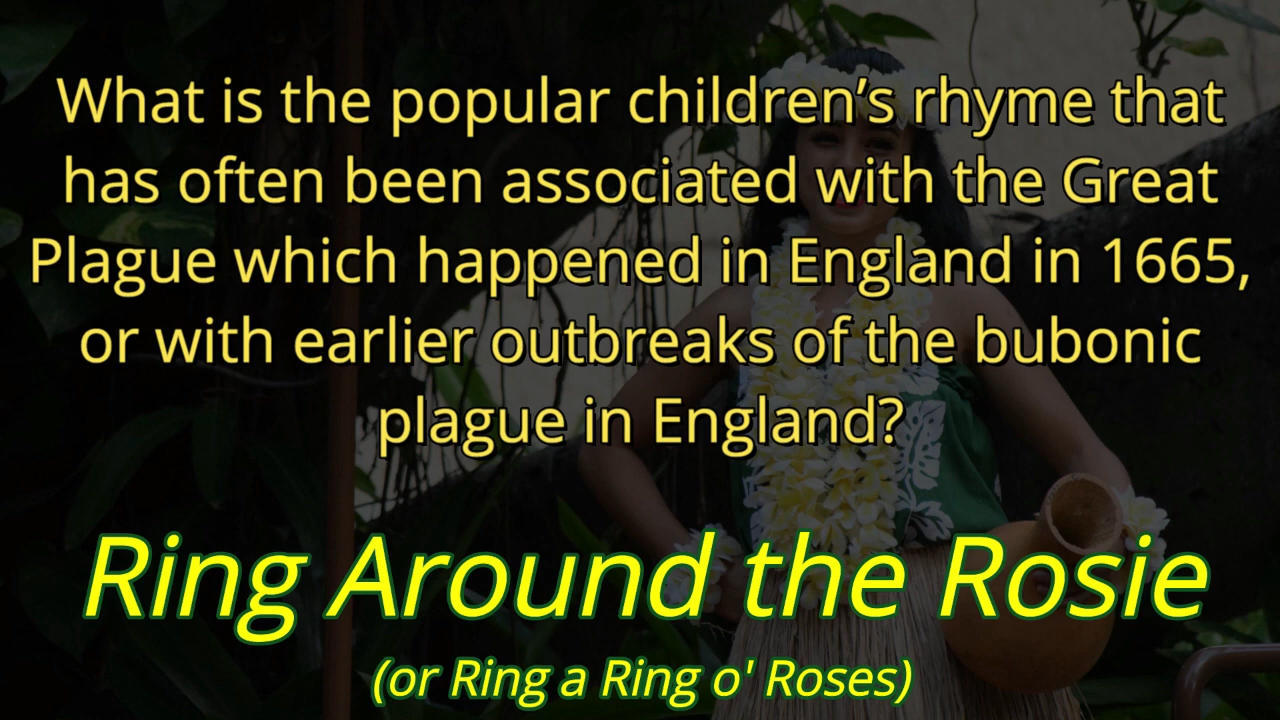 What is the popular children’s rhyme that
has often been associated with the Great
Plague which happened in England in 1665,
or with earlier outbreaks of the bubonic
plague in England?
Ring Around the Rosie
(or Ring a Ring o' Roses)